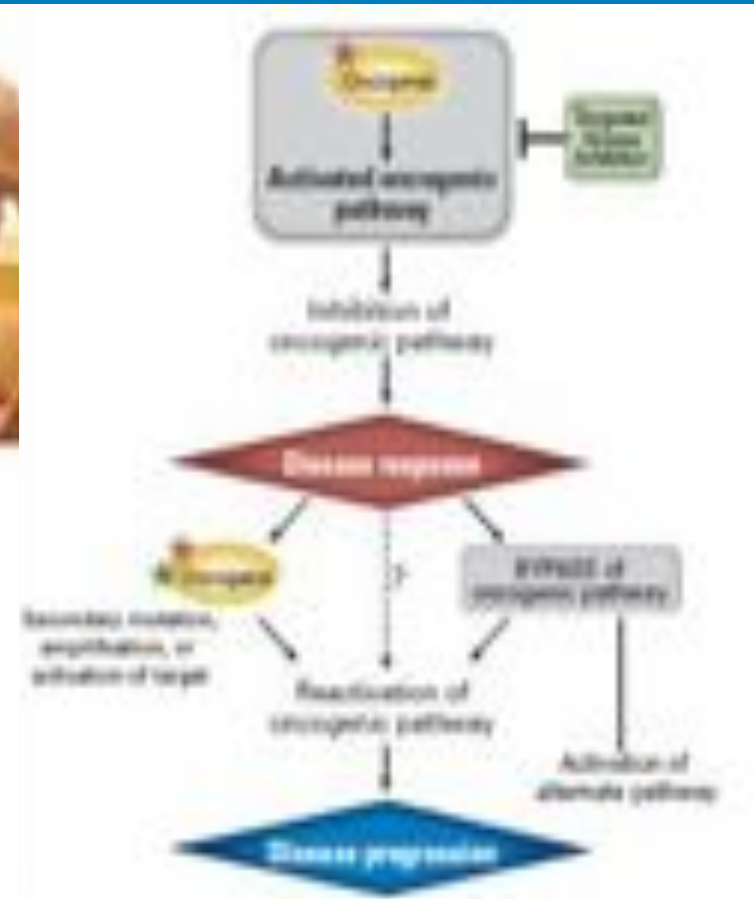 Oncogene
Activated oncogenic
pathway
Targeted
kinase
inhibitor
Inhibition of
oncogenic pathway
Disease response
Oncogene
?
BYPASS of
oncogenic pathway
Secondary mutation,
amplification, or
activation of target
Reactivation of
oncogenic pathway
Activation of
alternate pathway
Disease progression